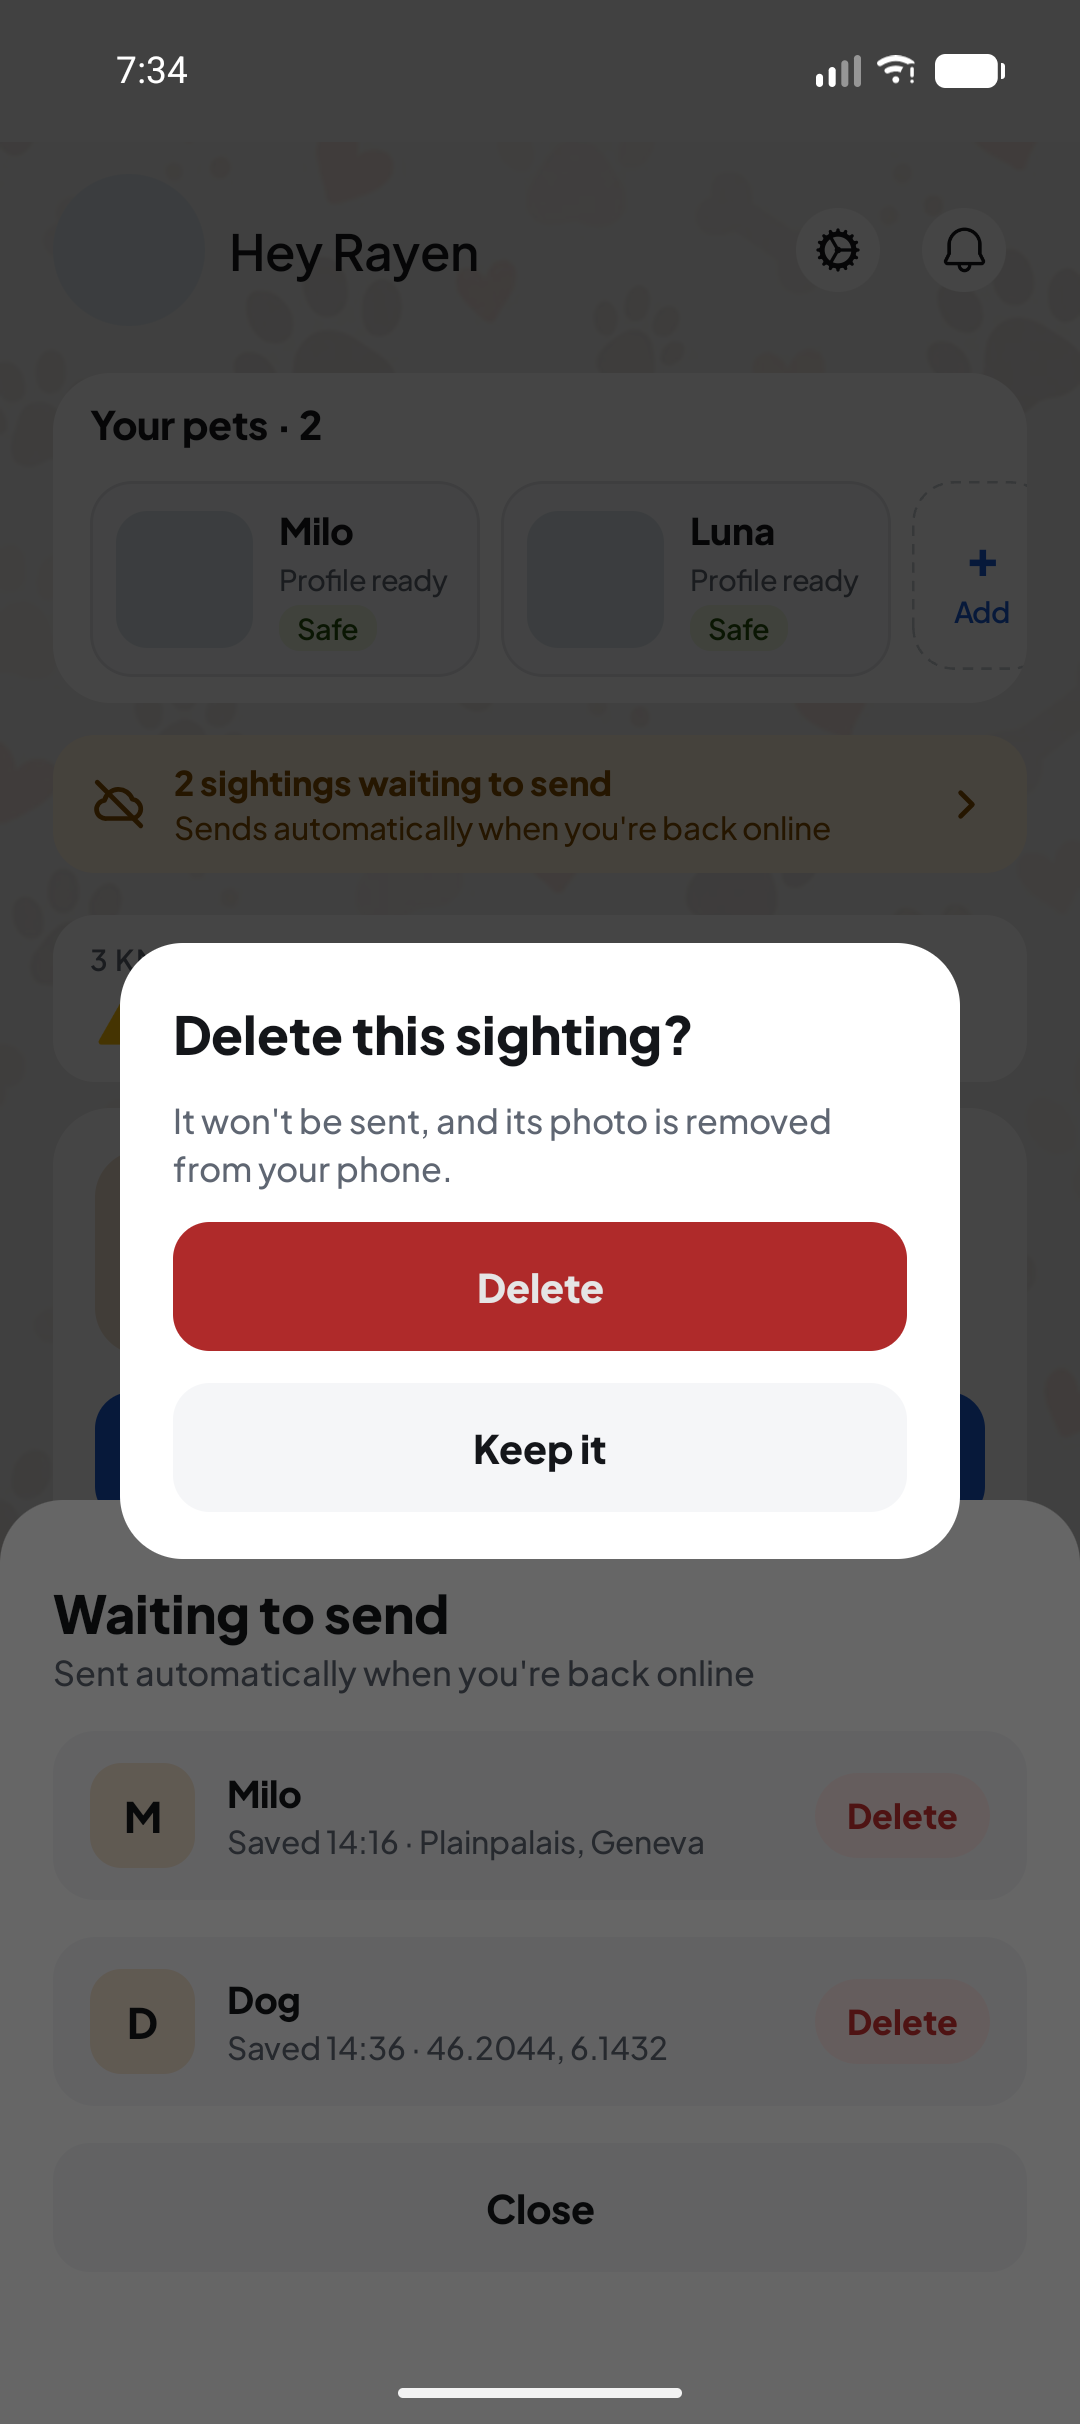 7:34
Hey Rayen
Your pets · 2
Milo
Profile ready
Safe
Luna
Profile ready
Safe
+
Add
2 sightings waiting to send
Sends automatically when you're back online
3
Delete this sighting?
It won't be sent, and its photo is removed
from your phone.
Delete
Keep it
Waiting to send
Sent automatically when you're back online
M
Milo
Saved 14:16 · Plainpalais, Geneva
Delete
D
Dog
Saved 14:36 · 46.2044, 6.1432
Delete
Close